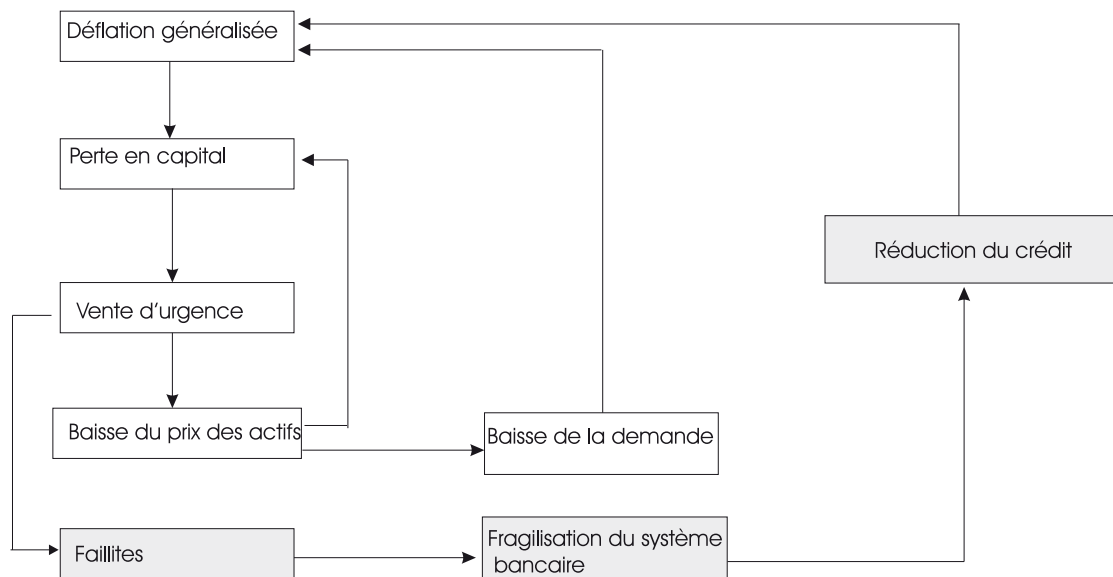 Déflation généralisée
Perte en capital
Réduction du crédit
Vente d'urgence
Baisse du prix des actifs
Baisse de la demande
Faillites
Fragilisation du système
bancaire